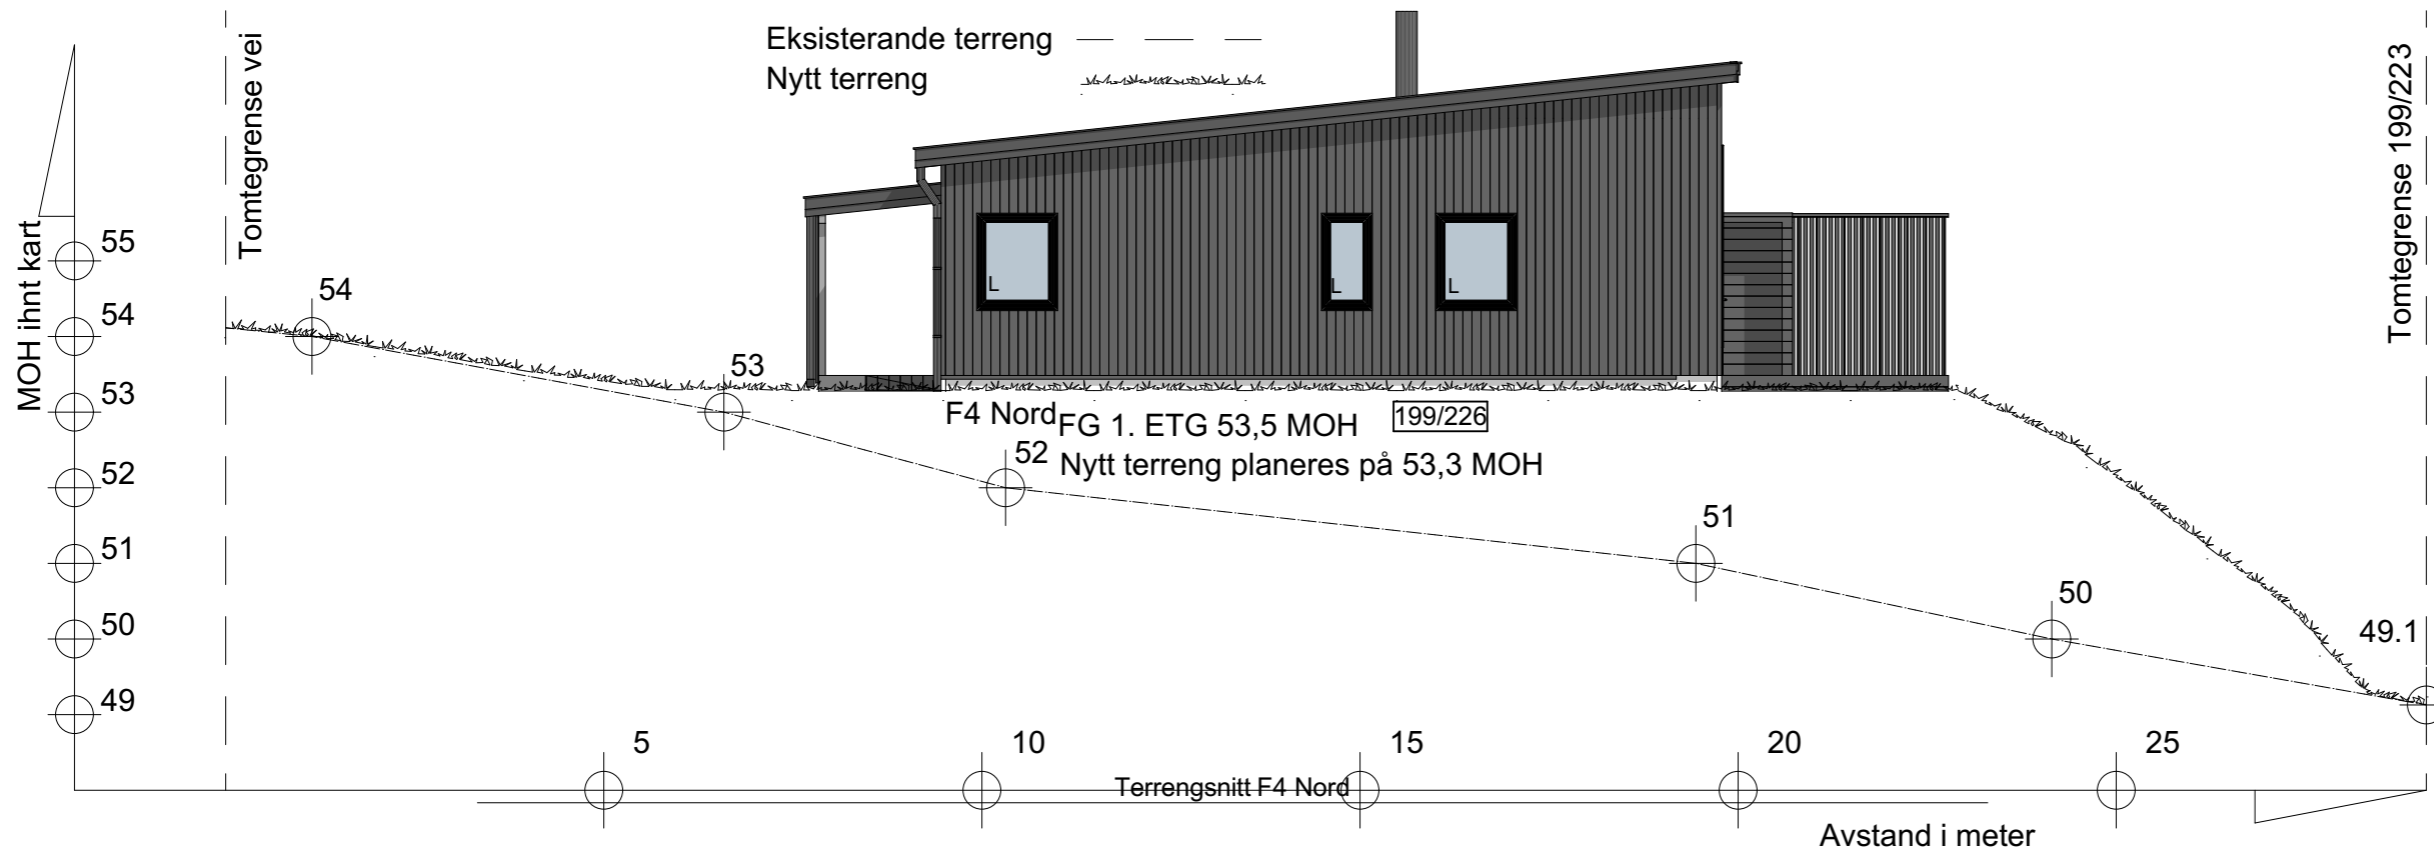 Eksisterande terreng
Nytt terreng
MOH ihnt kart
Tomtegrense vei
Tomtegrense 199/223
55
54
53
52
51
50
49
54
53
52
51
50
49.1
L
L
L
F4 Nord
FG 1. ETG 53,5 MOH
199/226
Nytt terreng planeres på 53,3 MOH
5
10
15
20
25
Terrengsnitt F4 Nord
Avstand i meter